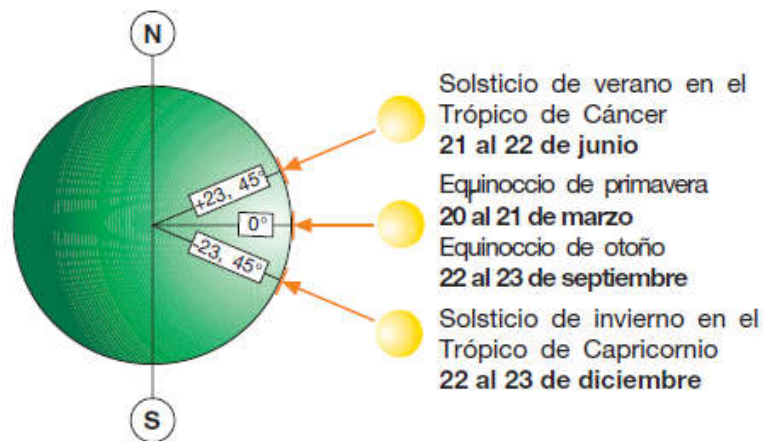 N
Solsticio de verano en el
Trópico de Cáncer
21 al 22 de junio
+23, 45°
Equinoccio de primavera
0°
20 al 21 de marzo
Equinoccio de otoño
-23, 45°
22 al 23 de septiembre
Solsticio de invierno en el
Trópico de Capricornio
22 al 23 de diciembre
S